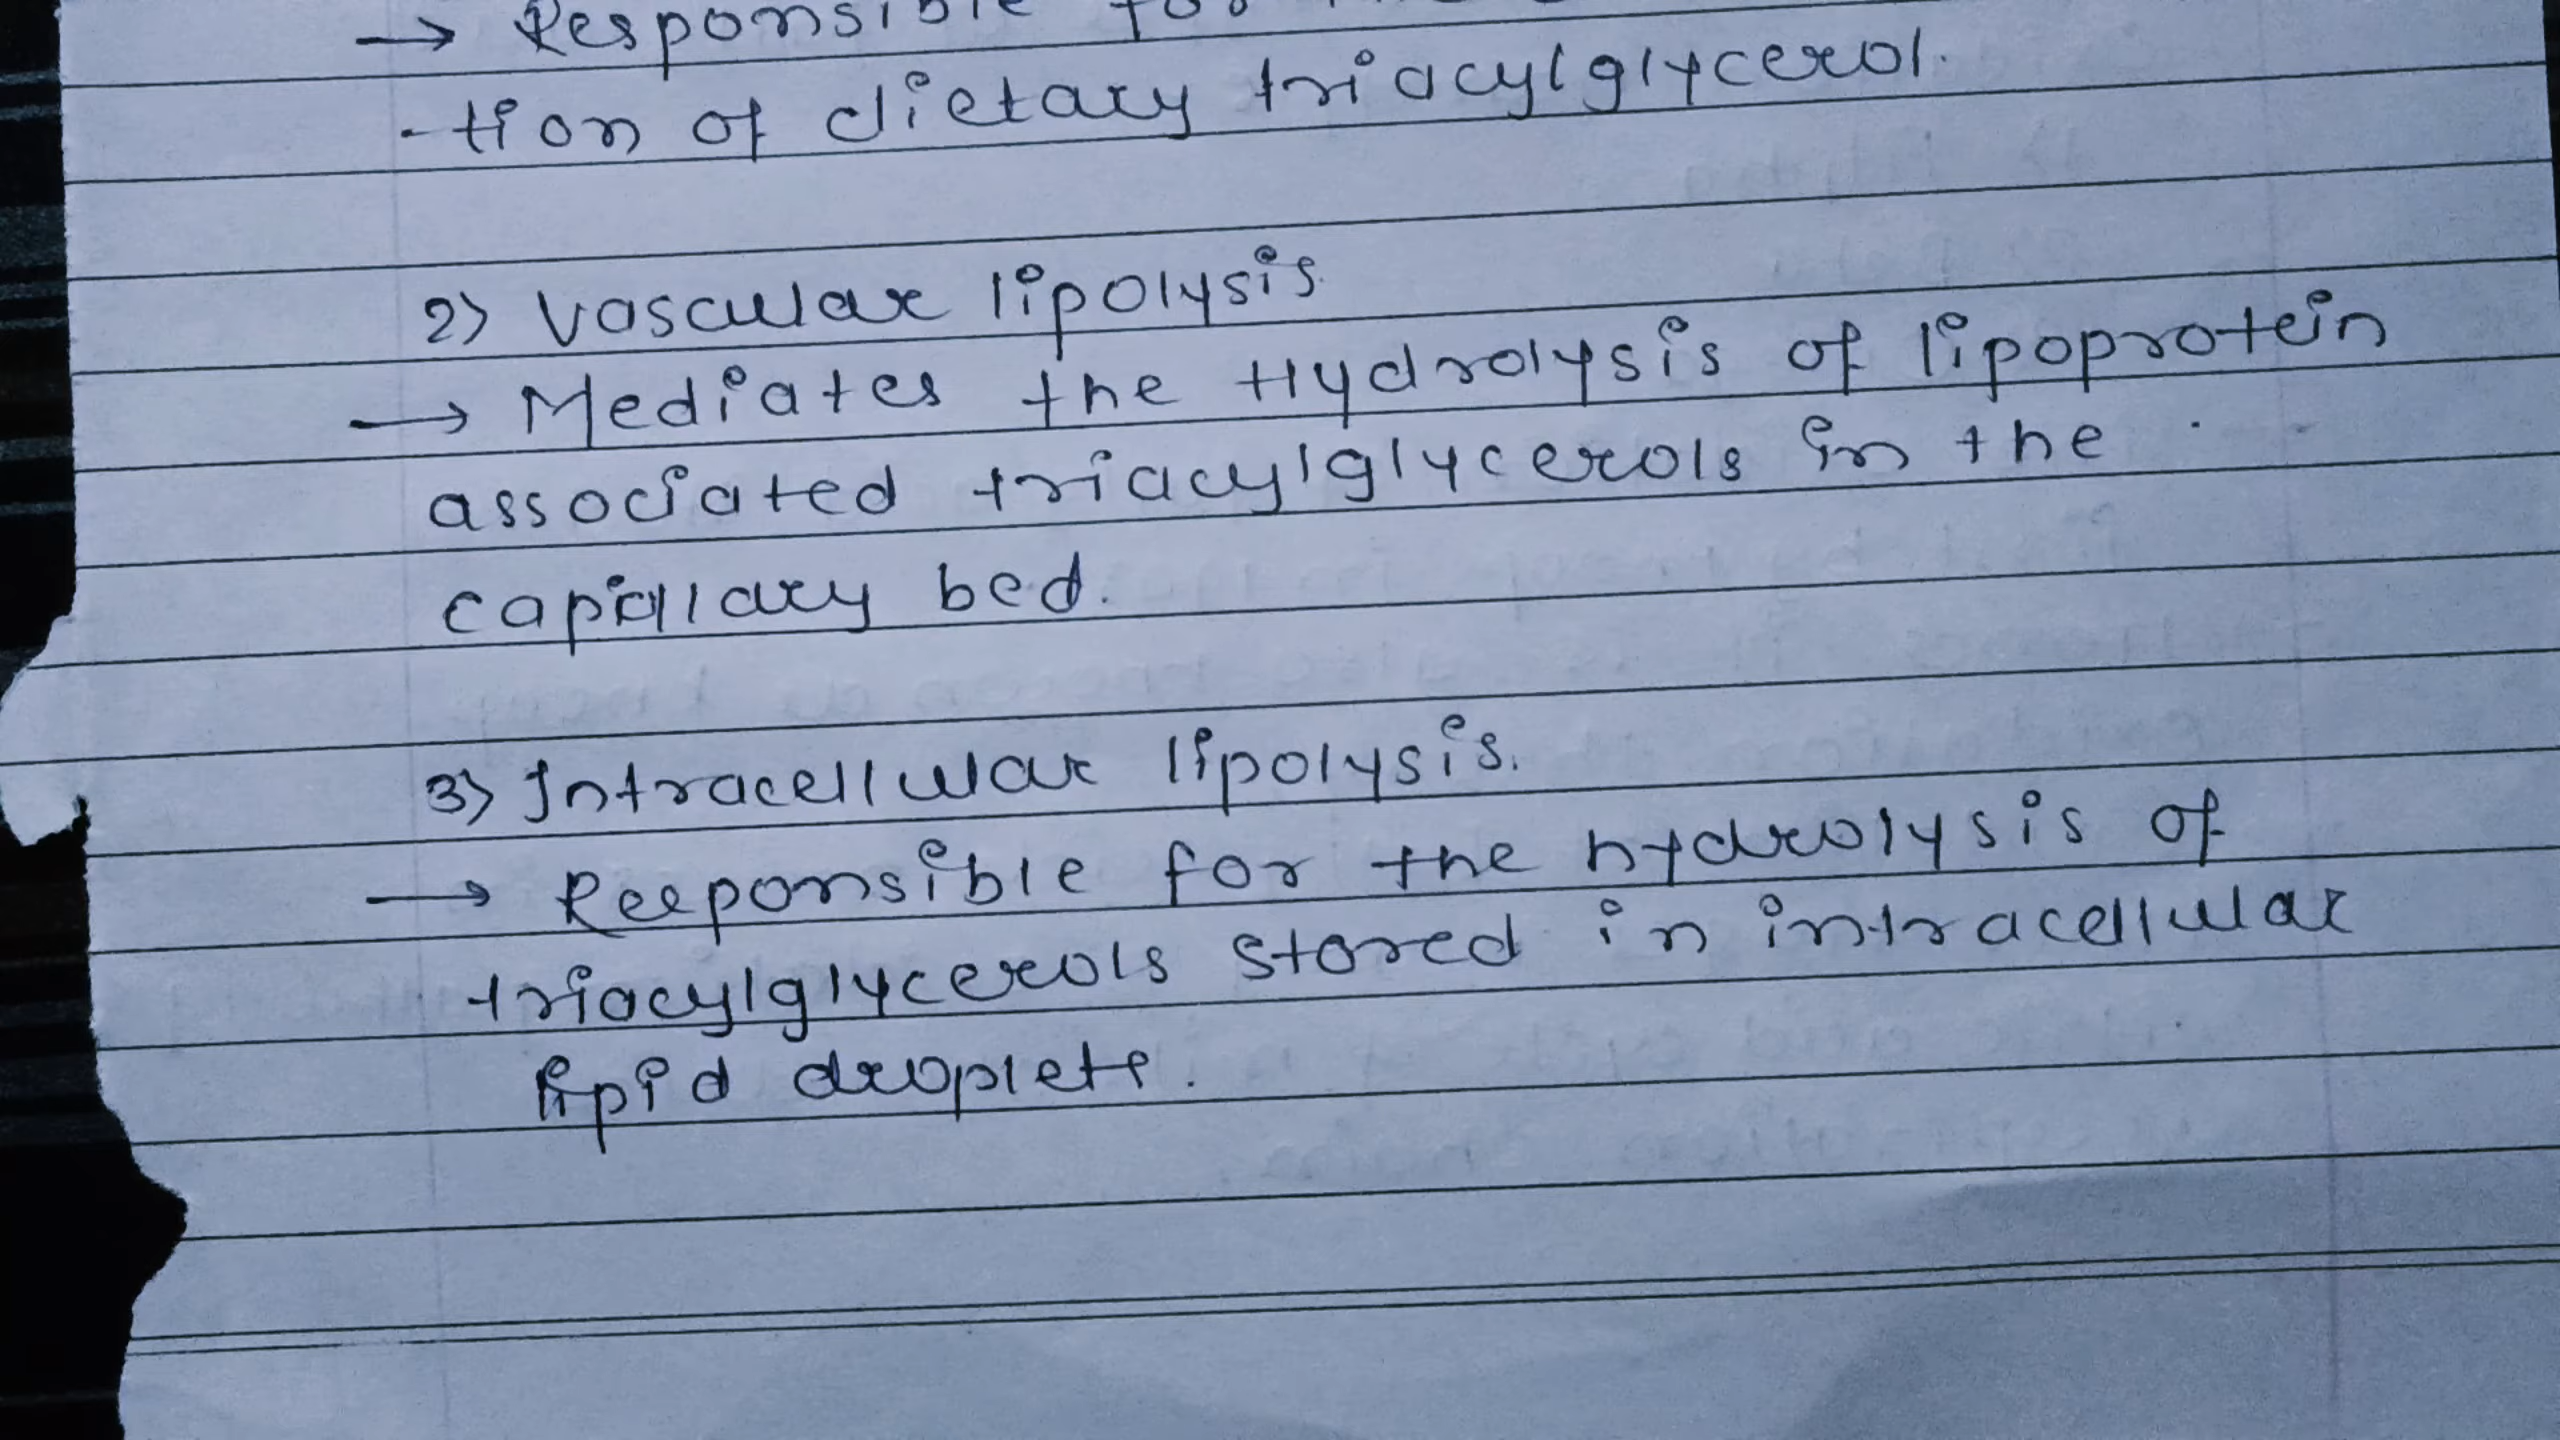 → Responsible for
-tion of dietary triacylglycerol.
2) Vascular lipolysis.
→ Mediates the Hydrolysis of lipoprotein
associated triacylglycerols in the
capillary bed.
3) Intracellular lipolysis.
→ Responsible for the hydrolysis of
triacylglycerols stored in intracellular
lipid droplets.